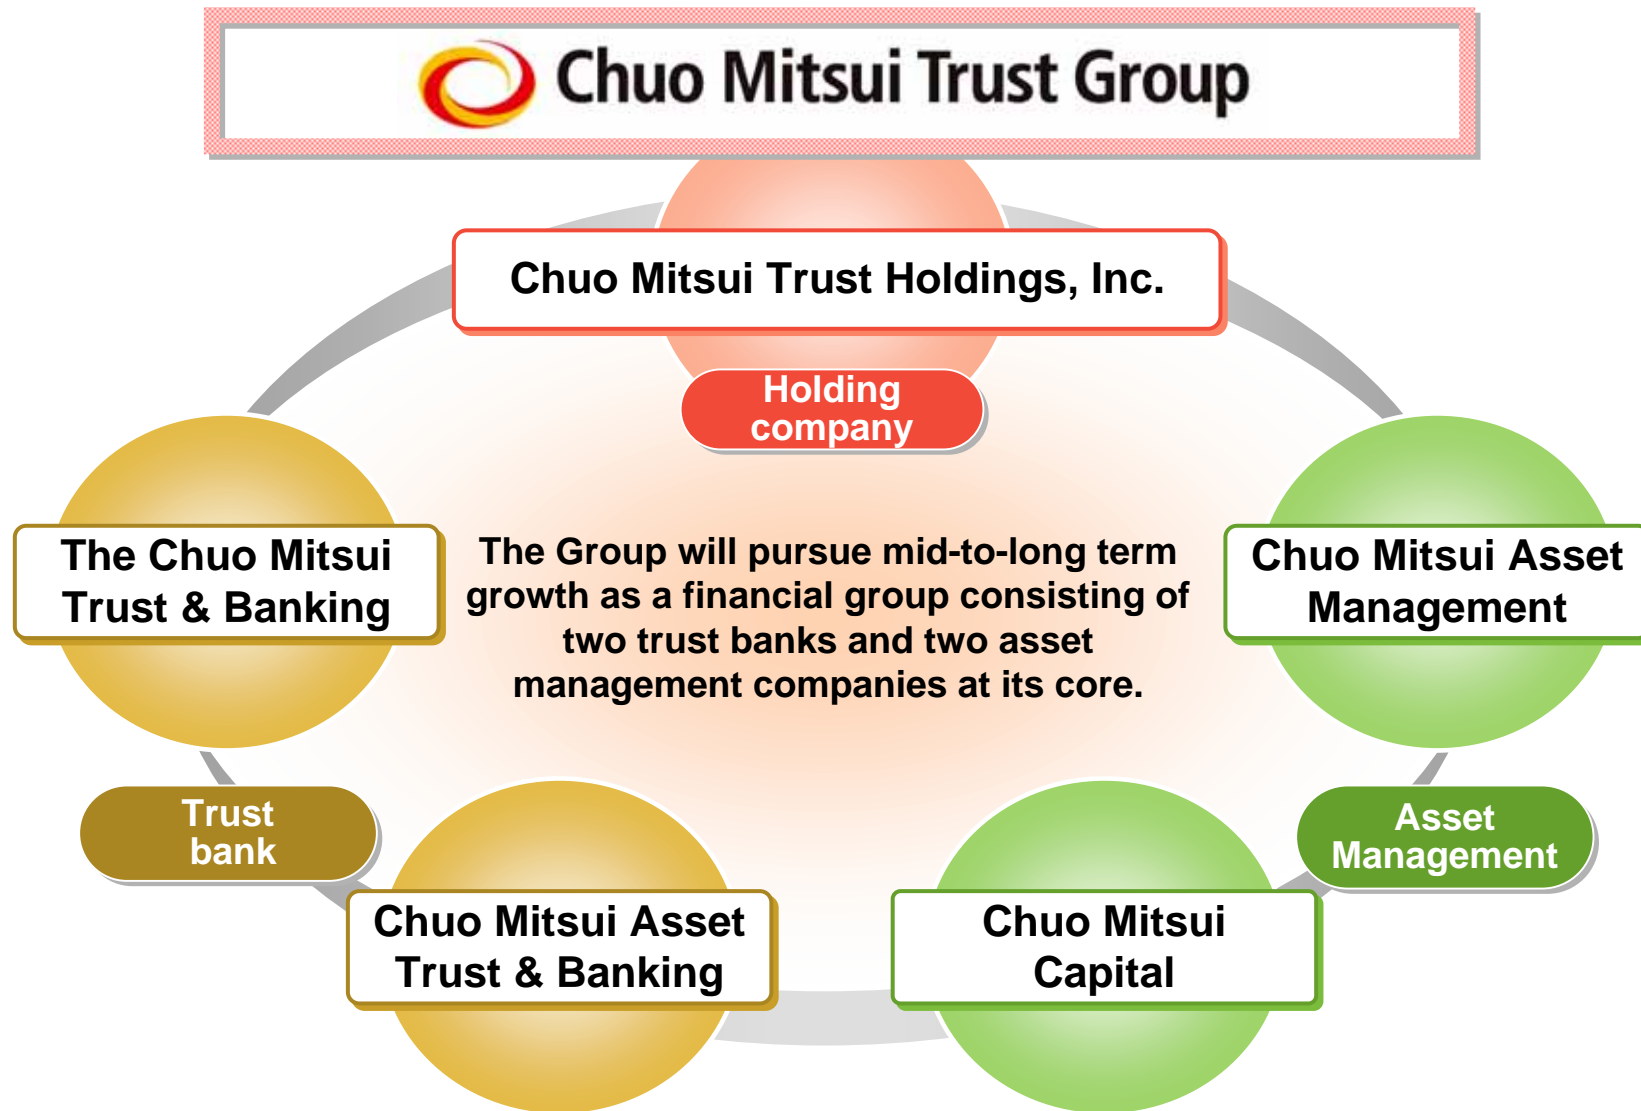 Chuo Mitsui Trust Group
Chuo Mitsui Trust Holdings, Inc.
Holding
company
The Chuo Mitsui
Trust & Banking
The Group will pursue mid-to-long term
growth as a financial group consisting of
two trust banks and two asset
management companies at its core.
Chuo Mitsui Asset
Management
Trust
bank
Asset
Management
Chuo Mitsui Asset
Trust & Banking
Chuo Mitsui
Capital